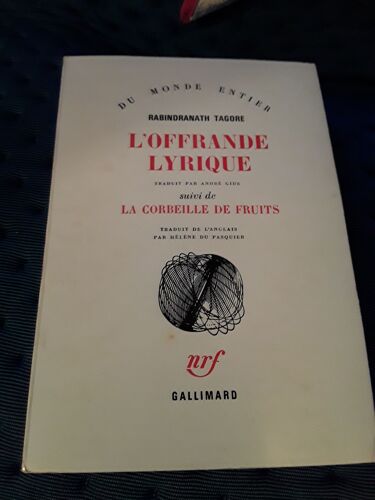 DU MONDE ENTIER
RABINDRANATH TAGORE
L'OFFRANDE
LYRIQUE
TRADUIT PAR ANDRÉ GIDE
suivi de
LA CORBEILLE DE FRUITS
TRADUIT DE L'ANGLAIS
PAR HÉLÈNE DU PASQUIER
nrf
GALLIMARD